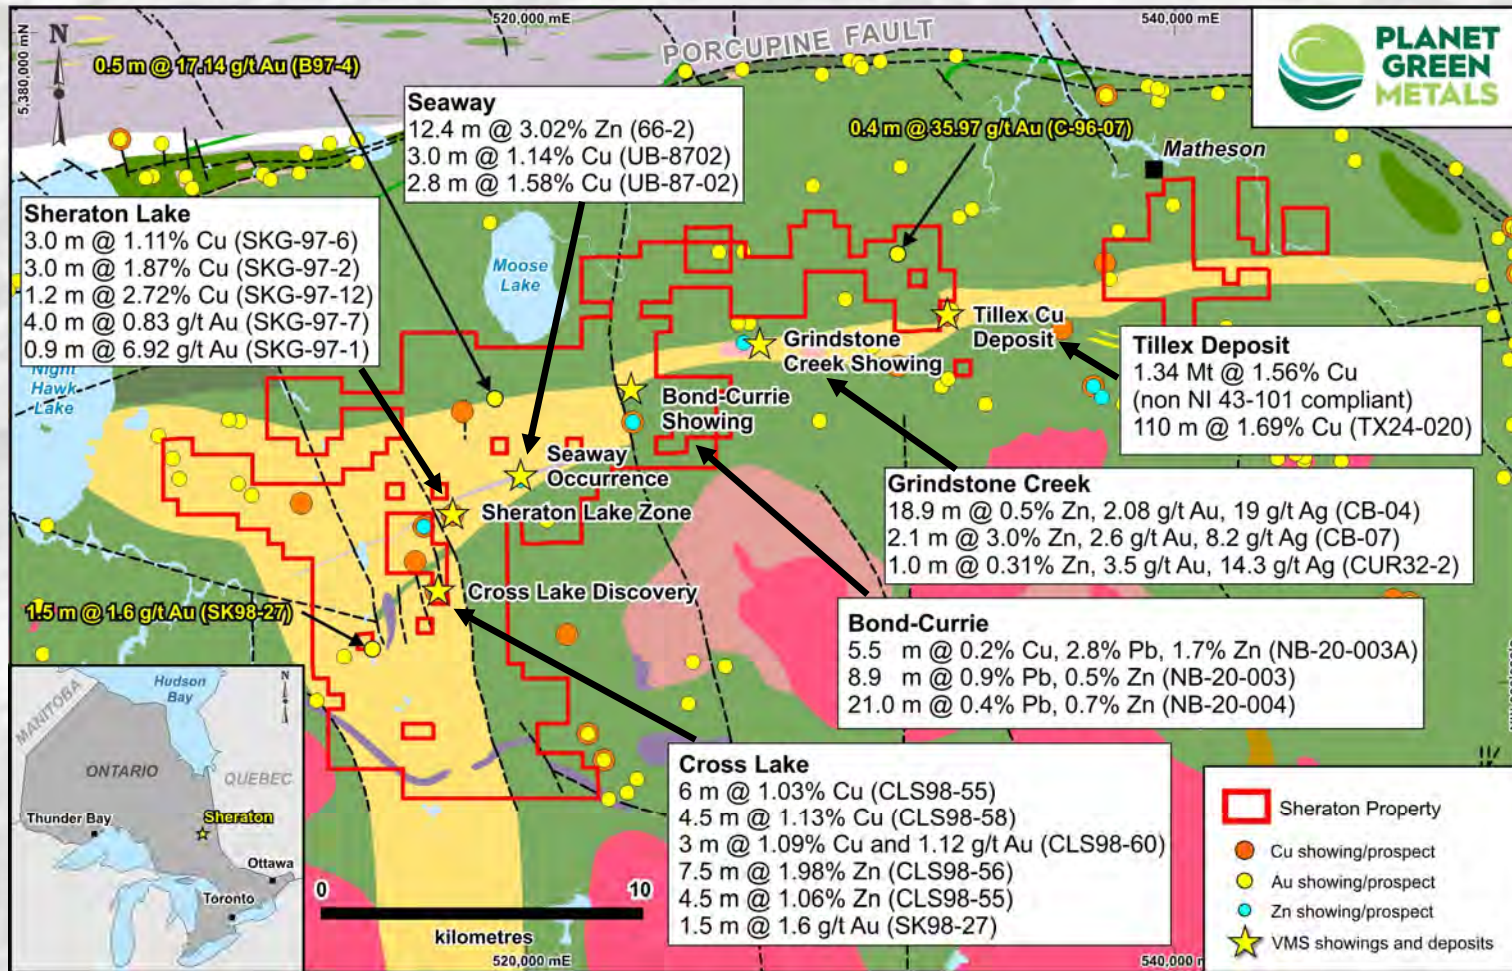 520,000 mE
540,000 mE
5,380,000 mN
N
PORCUPINE FAULT
PLANET
GREEN
METALS
0.5 m @ 17.14 g/t Au (B97-4)
Seaway
12.4 m @ 3.02% Zn (66-2)
3.0 m @ 1.14% Cu (UB-8702)
2.8 m @ 1.58% Cu (UB-87-02)
0.4 m @ 35.97 g/t Au (C-96-07)
Matheson
Sheraton Lake
3.0 m @ 1.11% Cu (SKG-97-6)
3.0 m @ 1.87% Cu (SKG-97-2)
1.2 m @ 2.72% Cu (SKG-97-12)
4.0 m @ 0.83 g/t Au (SKG-97-7)
0.9 m @ 6.92 g/t Au (SKG-97-1)
Moose
Lake
Night
Hawk
Lake
Tillex Cu
Deposit
Grindstone
Creek Showing
Tillex Deposit
1.34 Mt @ 1.56% Cu
(non NI 43-101 compliant)
110 m @ 1.69% Cu (TX24-020)
Bond-Currie
Showing
Seaway
Occurrence
Sheraton Lake Zone
Grindstone Creek
18.9 m @ 0.5% Zn, 2.08 g/t Au, 19 g/t Ag (CB-04)
2.1 m @ 3.0% Zn, 2.6 g/t Au, 8.2 g/t Ag (CB-07)
1.0 m @ 0.31% Zn, 3.5 g/t Au, 14.3 g/t Ag (CUR32-2)
Cross Lake Discovery
1.5 m @ 1.6 g/t Au (SK98-27)
Bond-Currie
5.5 m @ 0.2% Cu, 2.8% Pb, 1.7% Zn (NB-20-003A)
8.9 m @ 0.9% Pb, 0.5% Zn (NB-20-003)
21.0 m @ 0.4% Pb, 0.7% Zn (NB-20-004)
Cross Lake
6 m @ 1.03% Cu (CLS98-55)
4.5 m @ 1.13% Cu (CLS98-58)
3 m @ 1.09% Cu and 1.12 g/t Au (CLS98-60)
7.5 m @ 1.98% Zn (CLS98-56)
4.5 m @ 1.06% Zn (CLS98-55)
1.5 m @ 1.6 g/t Au (SK98-27)
Hudson
Bay
N
MANITOBA
ONTARIO
QUEBEC
Sheraton
Thunder Bay
Ottawa
Toronto
0
10
kilometres
Sheraton Property
Cu showing/prospect
Au showing/prospect
Zn showing/prospect
VMS showings and deposits
520,000 mE
540,000 m